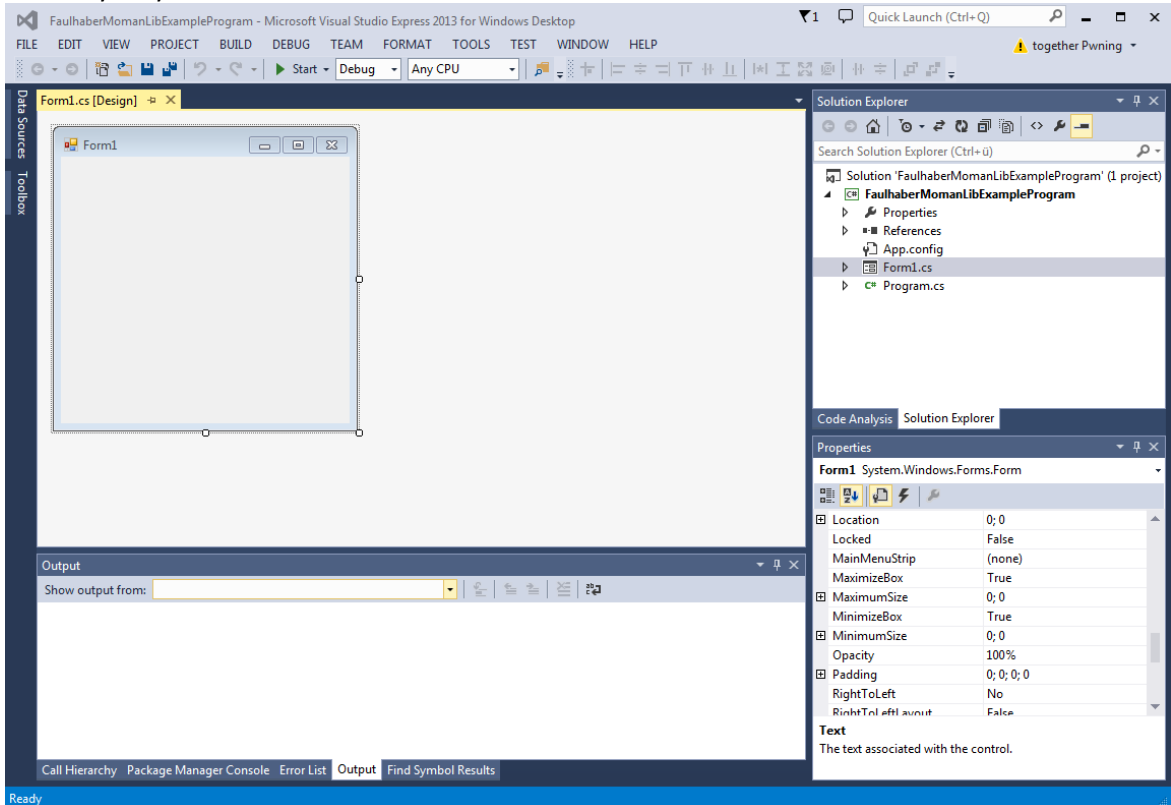 FaulhaberMomanLibExampleProgram - Microsoft Visual Studio Express 2013 for Windows Desktop
1
Quick Launch (Ctrl+Q)
FILE EDIT VIEW PROJECT BUILD DEBUG TEAM FORMAT TOOLS TEST WINDOW HELP
together Pwning
Start Debug Any CPU
Data Sources
Toolbox
Form1.cs [Design]
Form1
Solution Explorer
Search Solution Explorer (Ctrl+ü)
Solution 'FaulhaberMomanLibExampleProgram' (1 project)
C# FaulhaberMomanLibExampleProgram
Properties
References
App.config
Form1.cs
C# Program.cs
Code Analysis Solution Explorer
Properties
Form1 System.Windows.Forms.Form
Location 0; 0
Locked False
MainMenuStrip (none)
MaximizeBox True
MaximumSize 0; 0
MinimizeBox True
MinimumSize 0; 0
Opacity 100%
Padding 0; 0; 0; 0
RightToLeft No
RightToLeftLayout False
Text
The text associated with the control.
Output
Show output from:
Call Hierarchy Package Manager Console Error List Output Find Symbol Results
Ready